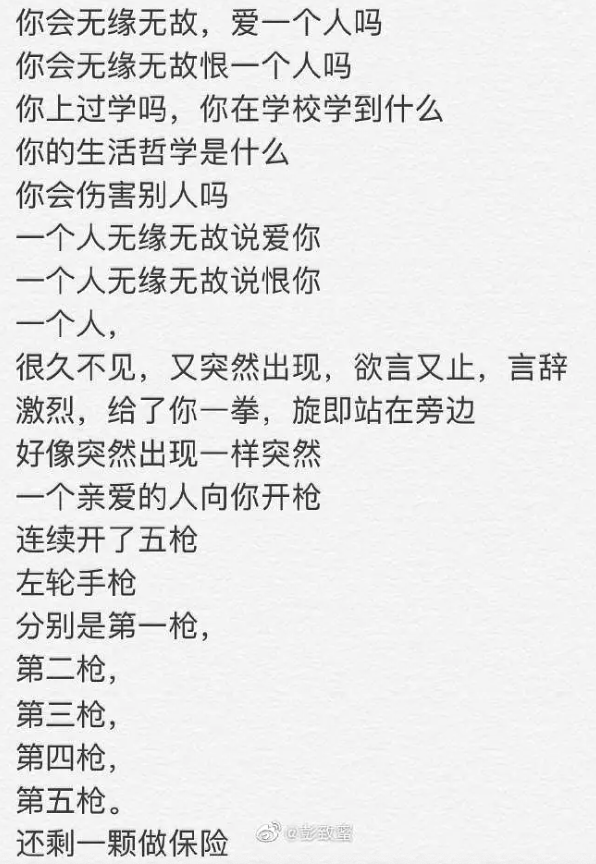 你会无缘无故，爱一个人吗
你会无缘无故恨一个人吗
你上过学吗，你在学校学到什么
你的生活哲学是什么
你会伤害别人吗
一个人无缘无故说爱你
一个人无缘无故说恨你
一个人，
很久不见，又突然出现，欲言又止，言辞
激烈，给了你一拳，旋即站在旁边
好像突然出现一样突然
一个亲爱的人向你开枪
连续开了五枪
左轮手枪
分别是第一枪，
第二枪，
第三枪，
第四枪，
第五枪。
还剩一颗做保险
@彭致蜜